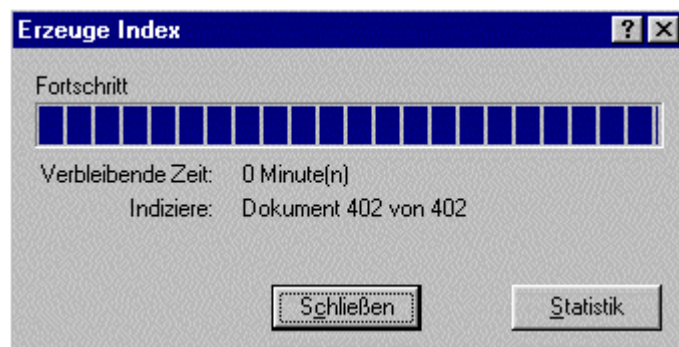 Erzeuge Index ? ×
Fortschritt
Verbleibende Zeit: 0 Minute(n)
Indiziere: Dokument 402 von 402
Schließen Statistik